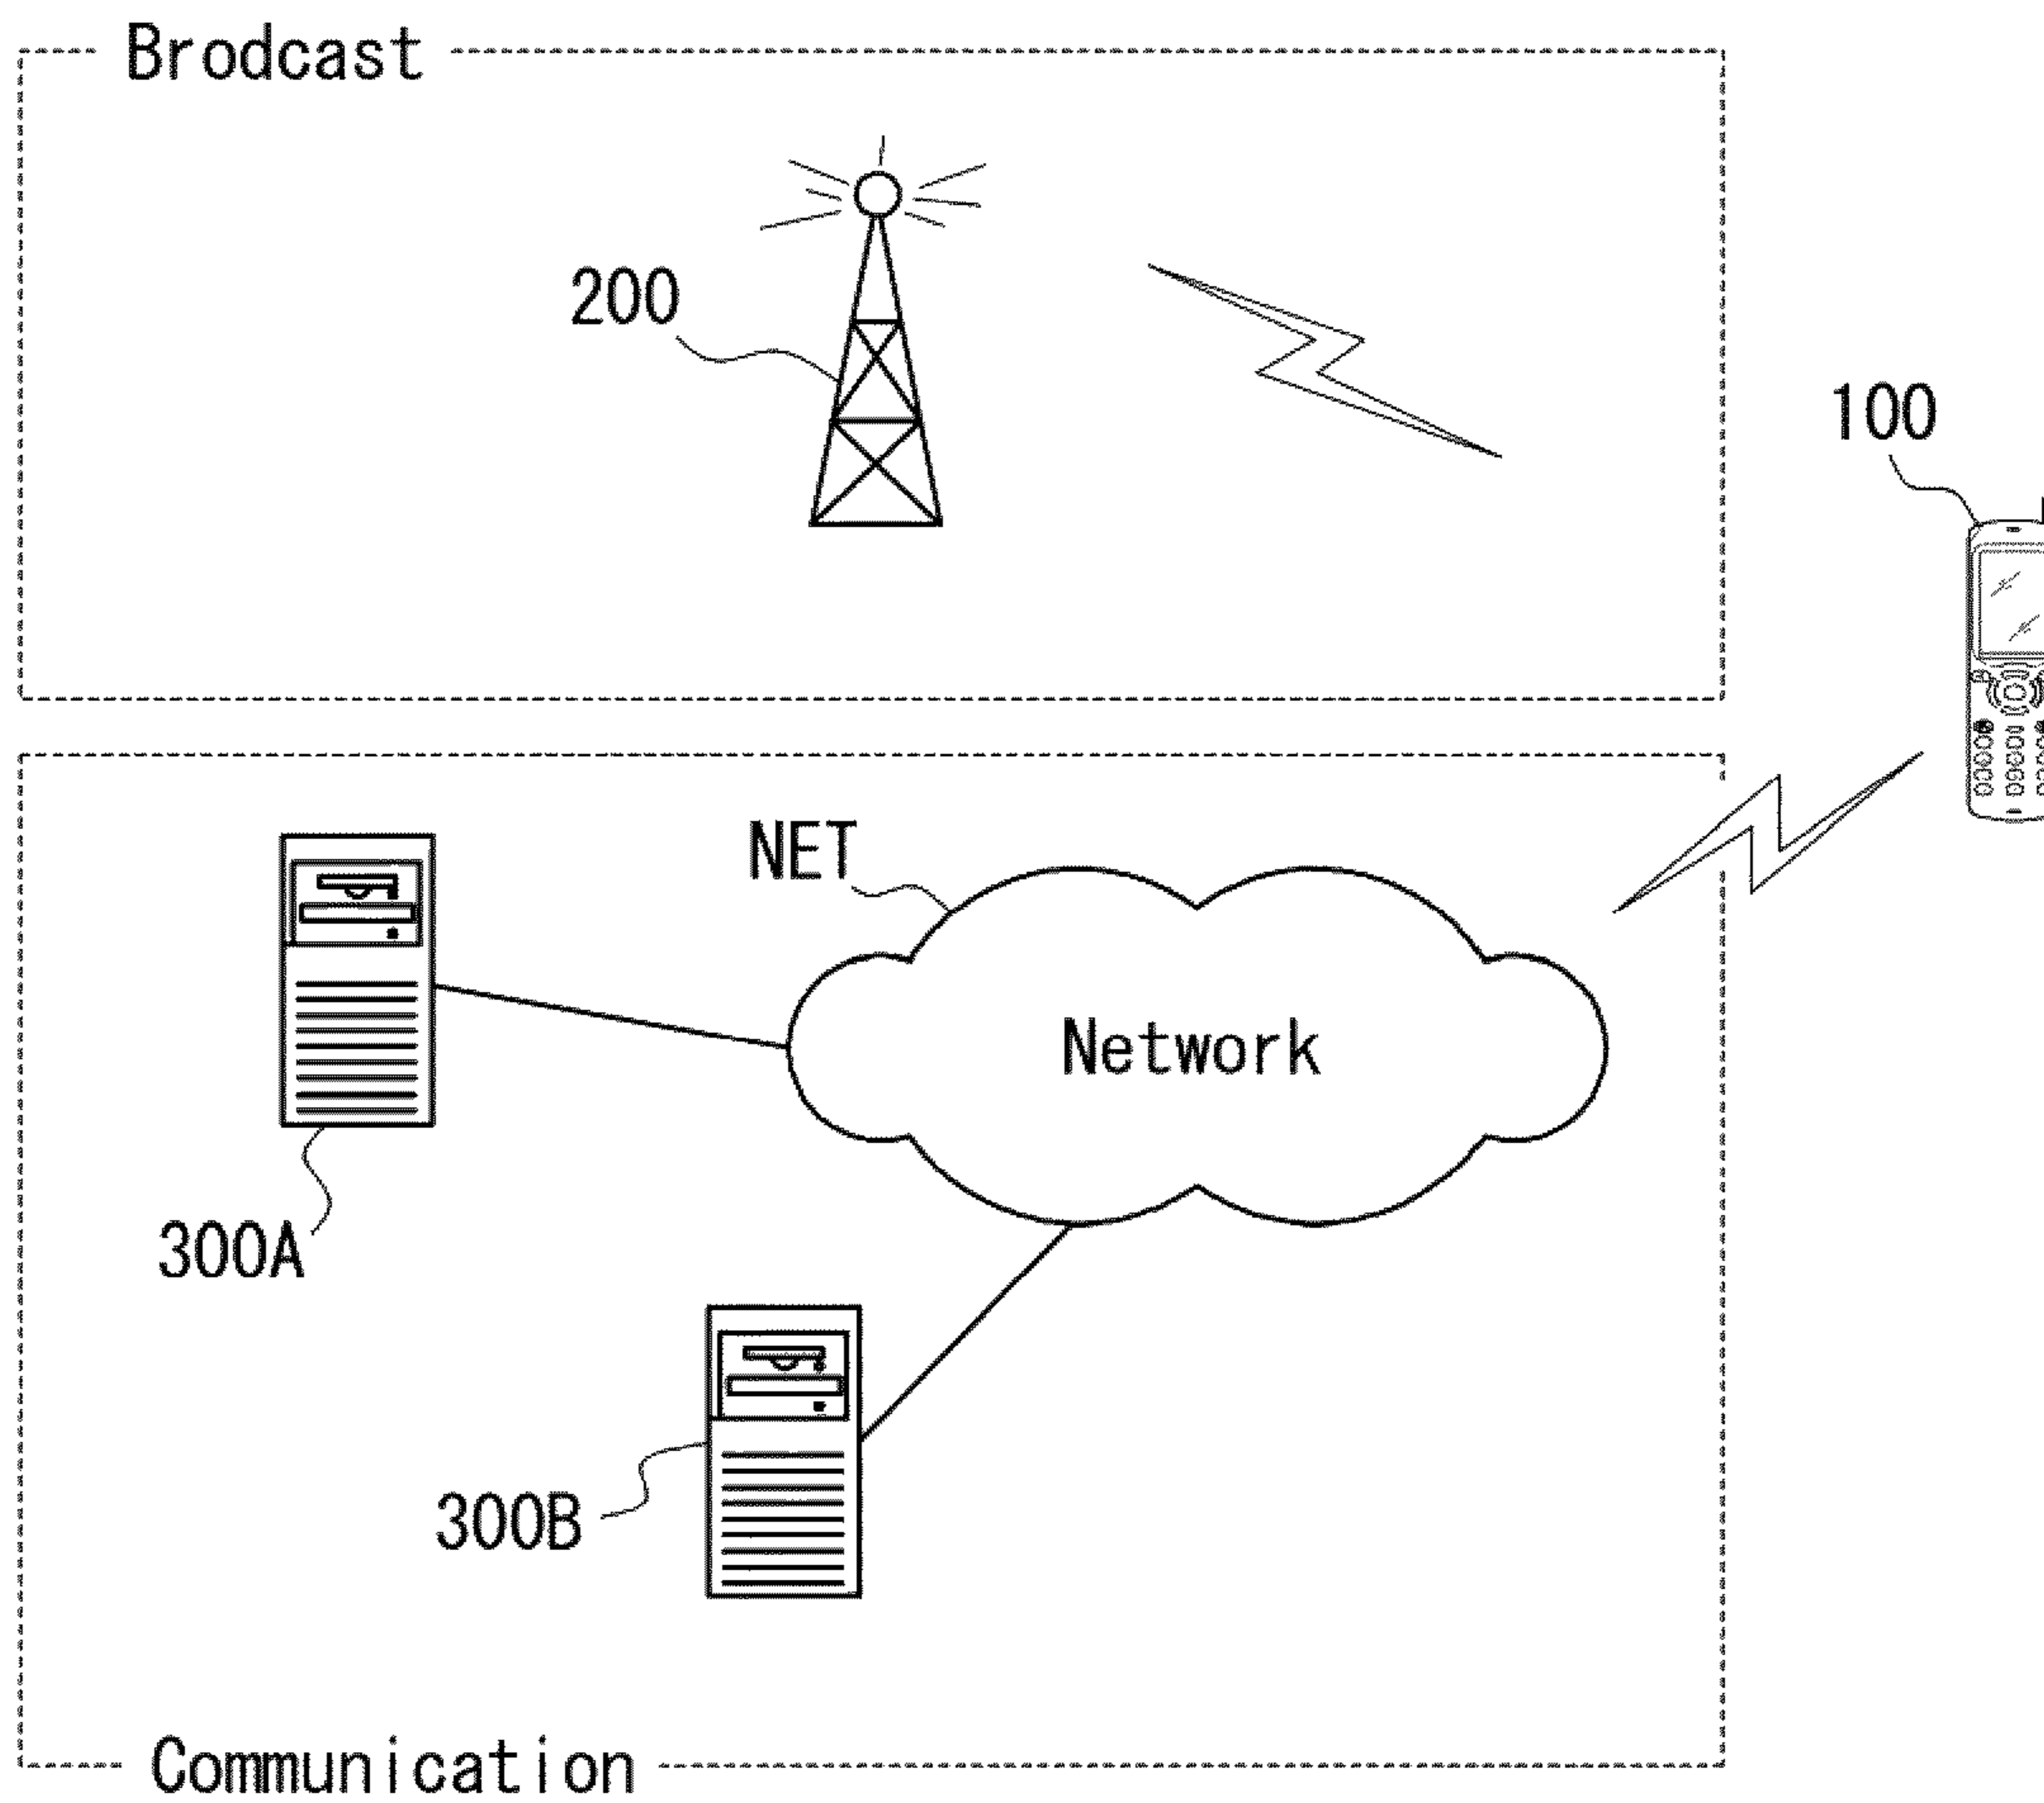 Brodcast
200
100
NET
Network
300A
300B
Communication